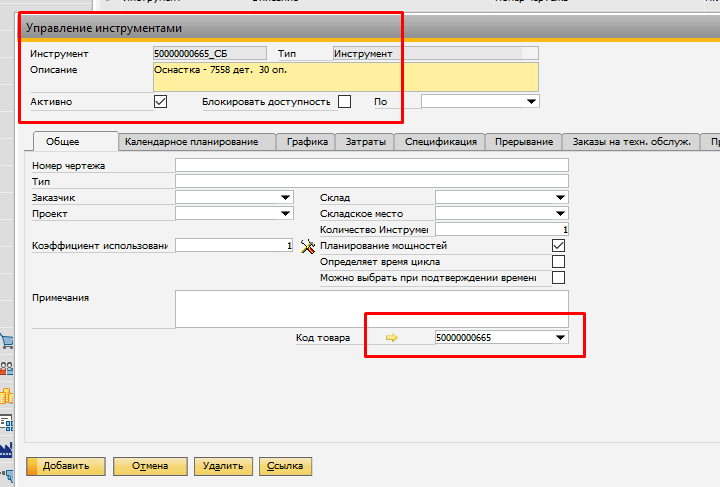 Управление инструментами
Инструмент 50000000665_СБ Тип Инструмент
Описание Оснастка - 7558 дет. 30 оп.
Активно Блокировать доступность По
Общее Календарное планирование Графика Затраты Спецификация Прерывание Заказы на техн. обслуж. Пр
Номер чертежа
Тип
Заказчик Склад
Проект Складское место
Количество Инструмен 1
Коэффициент использовани 1 Планирование мощностей
Определяет время цикла
Можно выбрать при подтверждении времени
Примечания
Код товара 50000000665
Добавить Отмена Удалить Ссылка